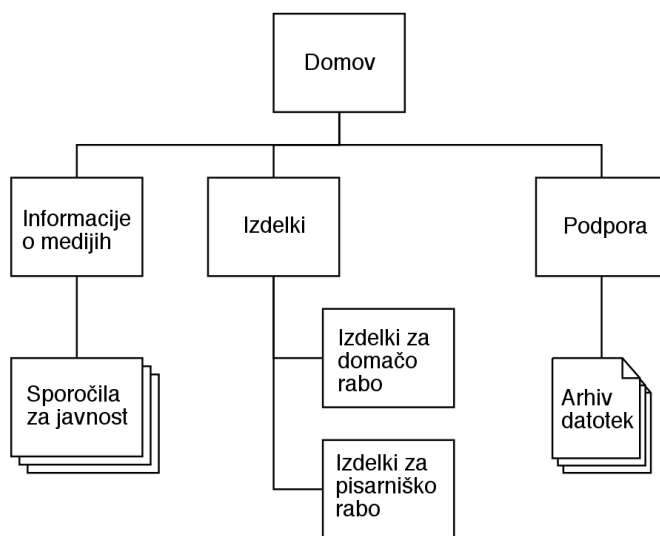 Domov
Informacije
o medijih
Izdelki
Podpora
Izdelki za
domačo
rabo
Sporočila
za javnost
Arhiv
datotek
Izdelki za
pisarniško
rabo